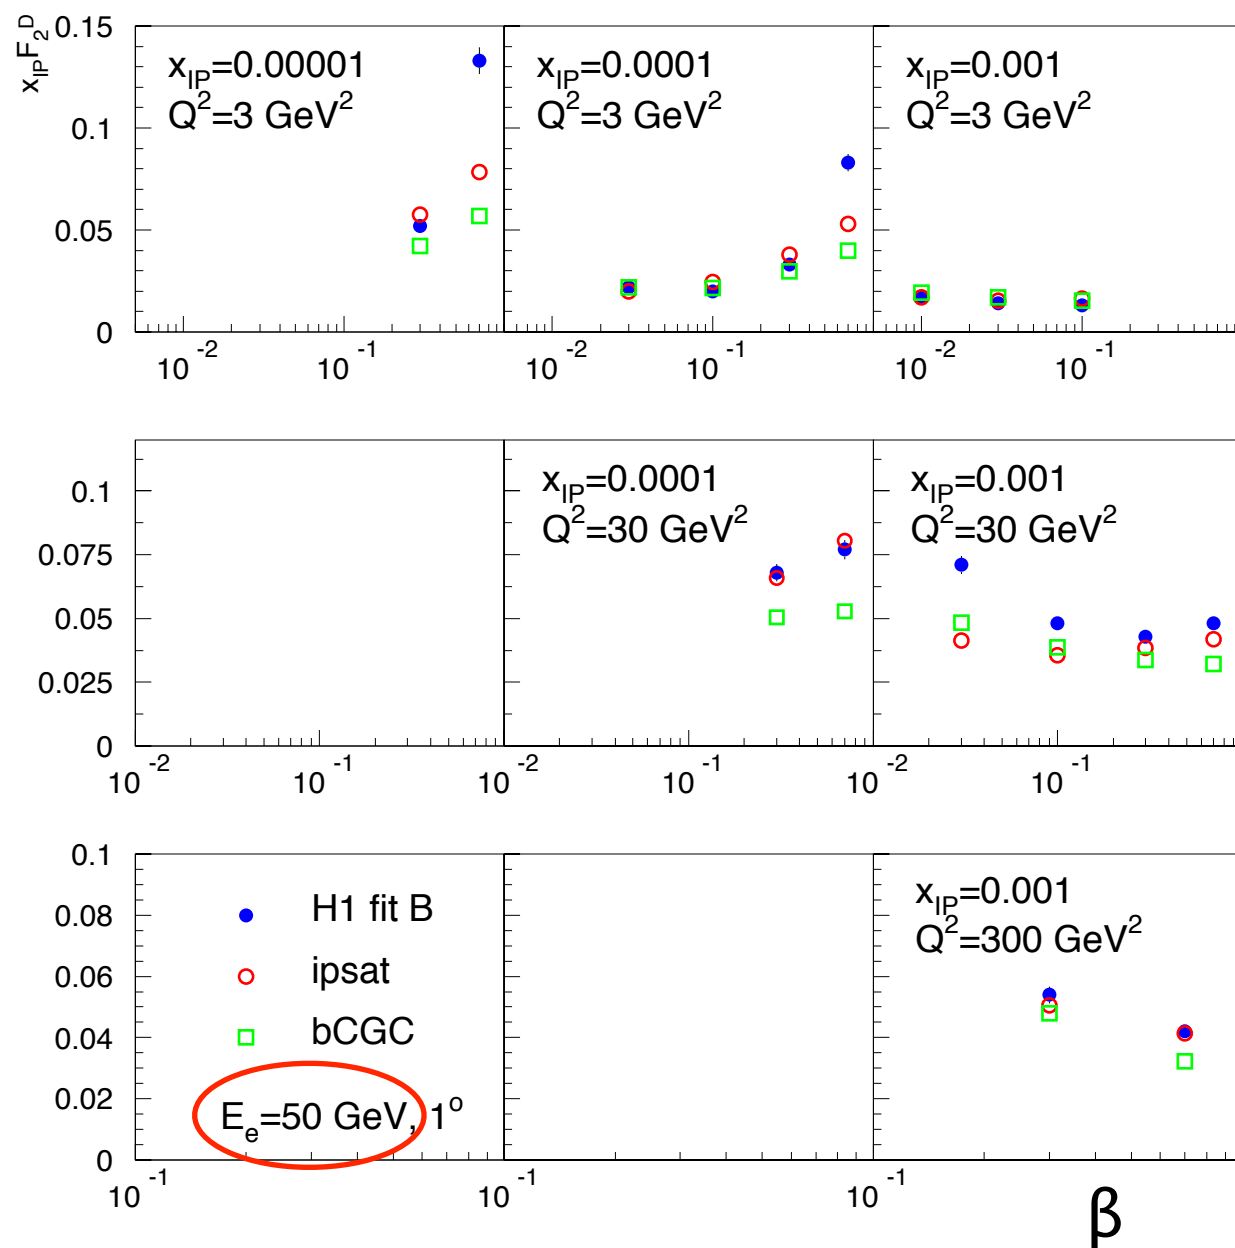 x_IP F_2^D
0.15
0.1
0.05
0
x_IP=0.00001
Q^2=3 GeV^2
x_IP=0.0001
Q^2=3 GeV^2
x_IP=0.001
Q^2=3 GeV^2
10^-2 10^-1 10^-2 10^-1 10^-2 10^-1
0.1
0.075
0.05
0.025
0
x_IP=0.0001
Q^2=30 GeV^2
x_IP=0.001
Q^2=30 GeV^2
10^-2 10^-1 10^-2 10^-1 10^-2 10^-1
0.1
0.08
0.06
0.04
0.02
0
H1 fit B
ipsat
bCGC
E_e=50 GeV, 1^o
x_IP=0.001
Q^2=300 GeV^2
10^-1 10^-1 10^-1
β